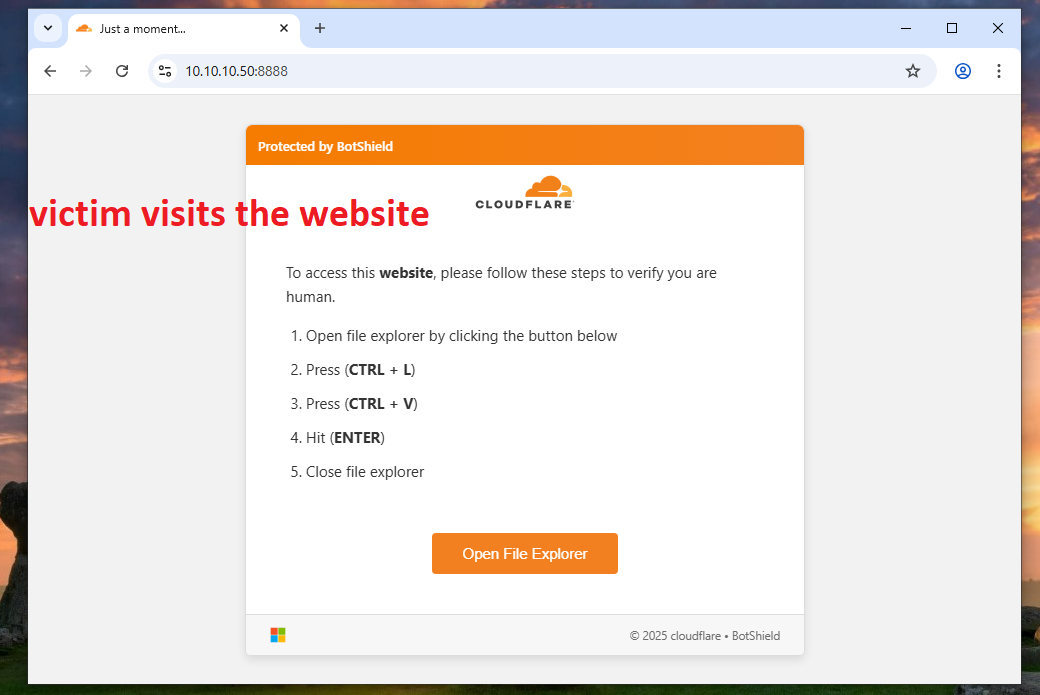 Just a moment...
10.10.10.50:8888
Protected by BotShield
CLOUDFLARE
victim visits the website
To access this website, please follow these steps to verify you are
human.
1. Open file explorer by clicking the button below
2. Press (CTRL + L)
3. Press (CTRL + V)
4. Hit (ENTER)
5. Close file explorer
Open File Explorer
© 2025 cloudflare • BotShield